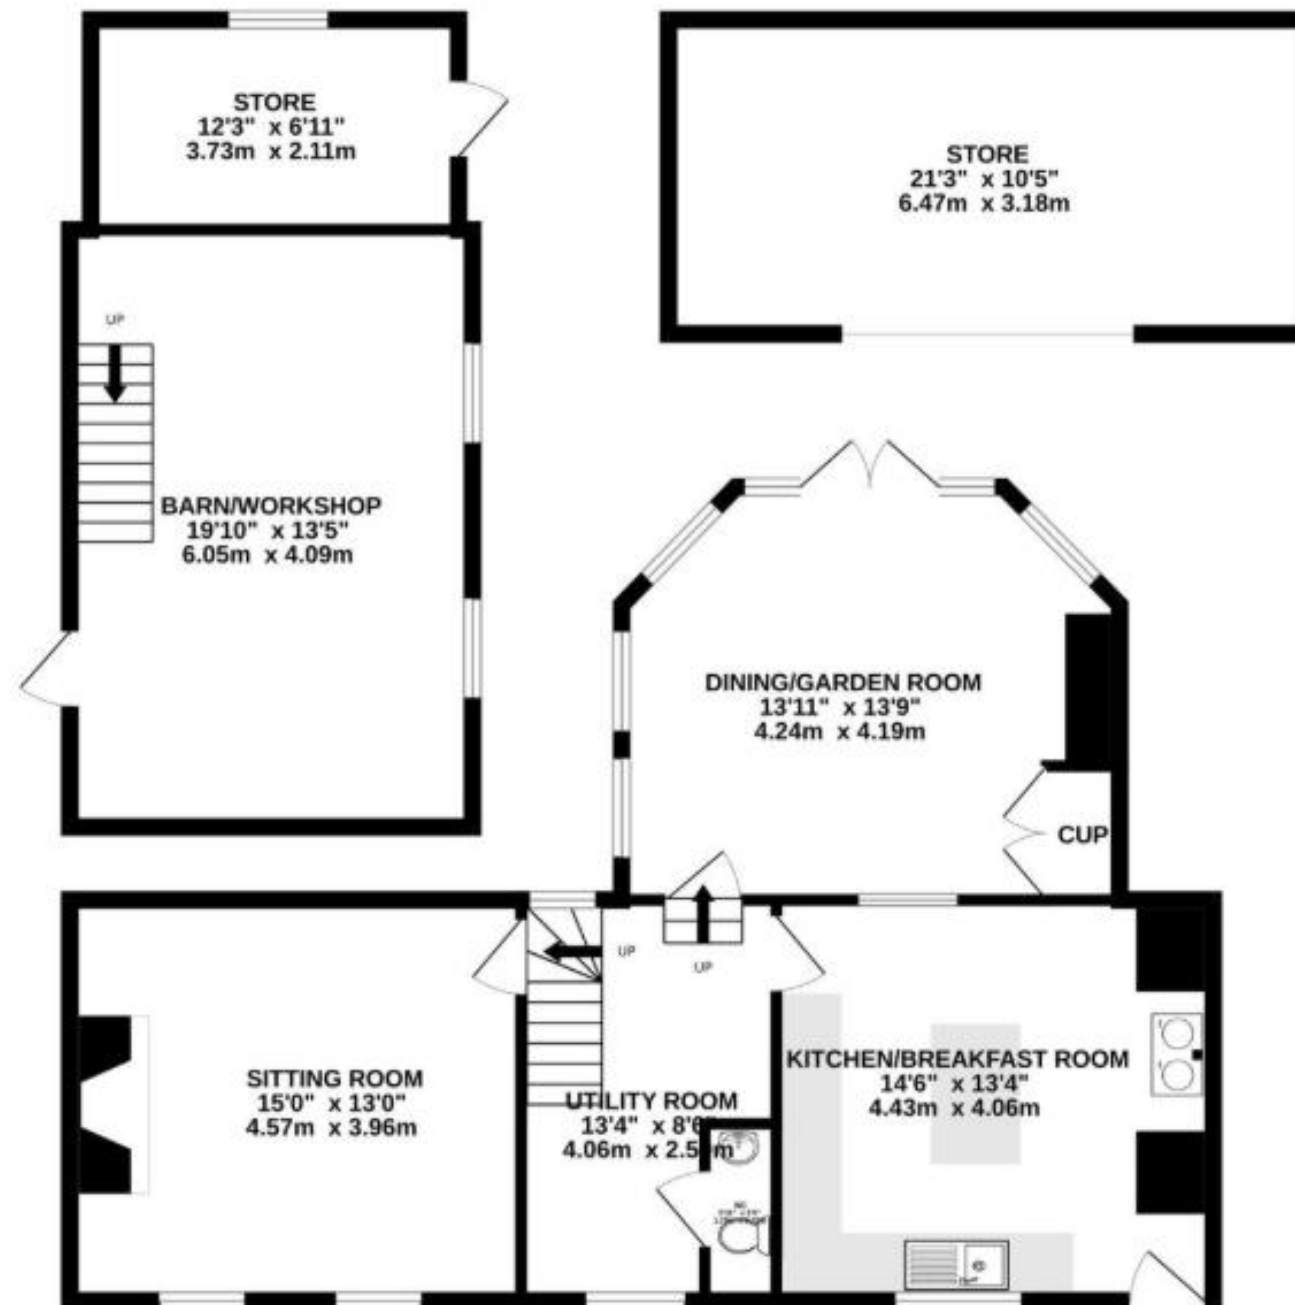 STORE
12'3" x 6'11"
3.73m x 2.11m
STORE
21'3" x 10'5"
6.47m x 3.18m
UP
BARN/WORKSHOP
19'10" x 13'5"
6.05m x 4.09m
DINING/GARDEN ROOM
13'11" x 13'9"
4.24m x 4.19m
CUP
UP
UP
SITTING ROOM
15'0" x 13'0"
4.57m x 3.96m
UTILITY ROOM
13'4" x
4.06m x
KITCHEN/BREAKFAST ROOM
14'6" x 13'4"
4.43m x 4.06m